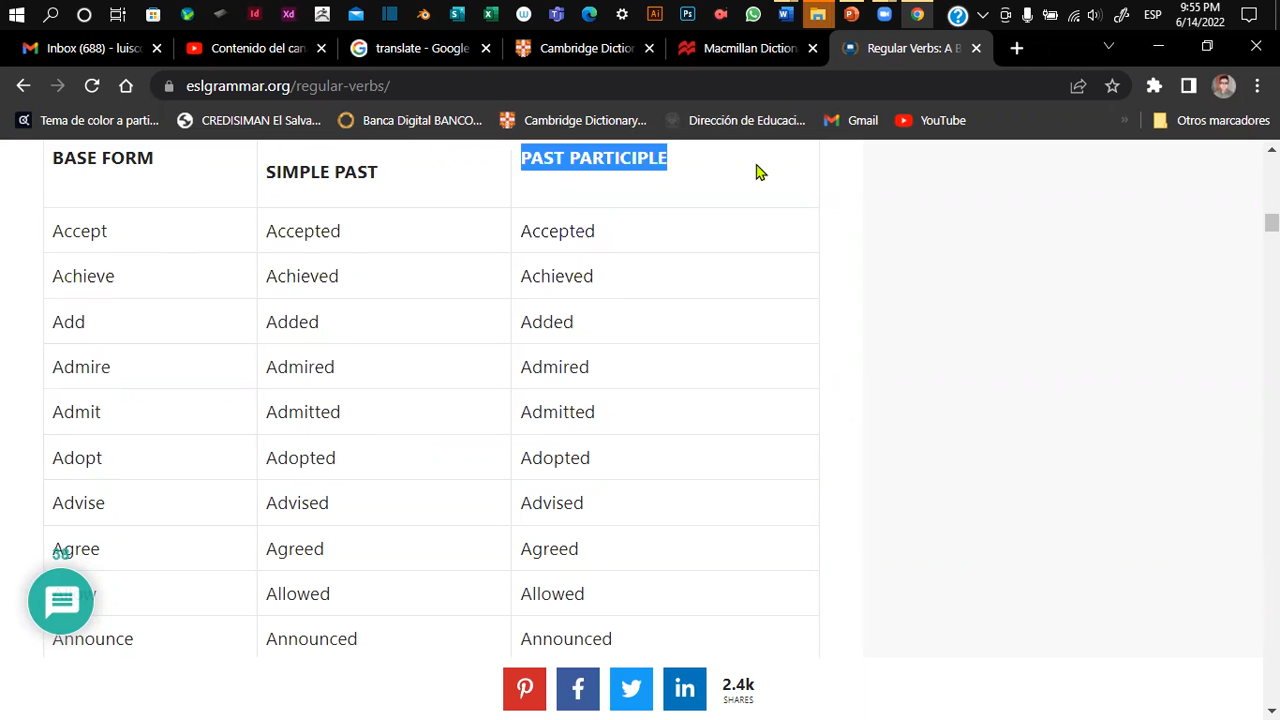 9:55 PM
ESP
6/14/2022
Inbox (638) - luisco
Contenido del can
translate - Google
Cambridge Dictior
Macmillan Diction
Regular Verbs: A B
eslgrammar.org/regular-verbs/
Tema de color a parti...
CREDISIMAN El Salva...
Banca Digital BANCO...
Cambridge Dictionary...
Dirección de Educaci...
Gmail
YouTube
Otros marcadores
BASE FORM SIMPLE PAST PAST PARTICIPLE
Accept Accepted Accepted
Achieve Achieved Achieved
Add Added Added
Admire Admired Admired
Admit Admitted Admitted
Adopt Adopted Adopted
Advise Advised Advised
Agree Agreed Agreed
Allowed Allowed
Announce Announced Announced
2.4k
SHARES